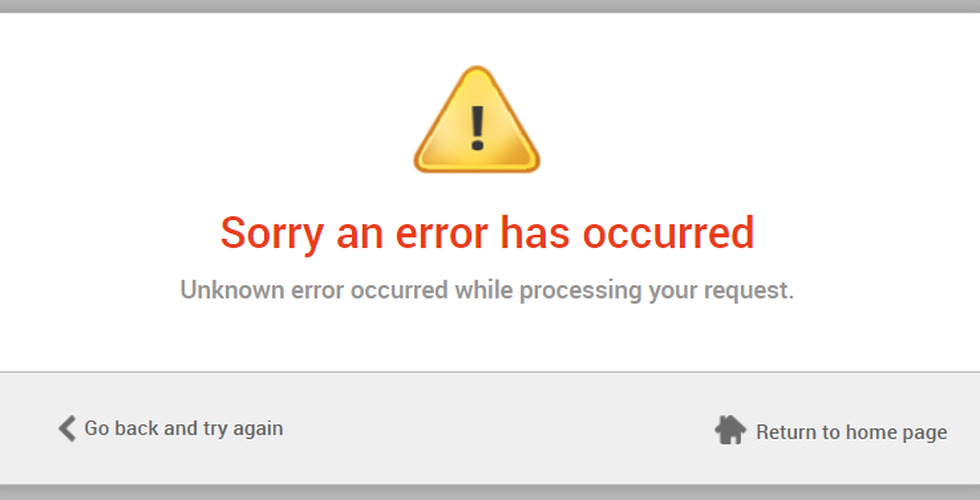 Sorry an error has occurred
Unknown error occurred while processing your request.
Go back and try again
Return to home page